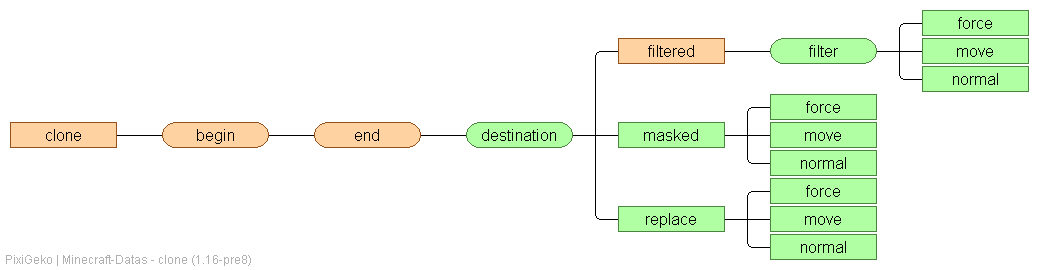 clone
begin
end
destination
filtered
filter
force
move
normal
masked
force
move
normal
replace
force
move
normal
PixiGeko | Minecraft-Datas - clone (1.16-pre8)